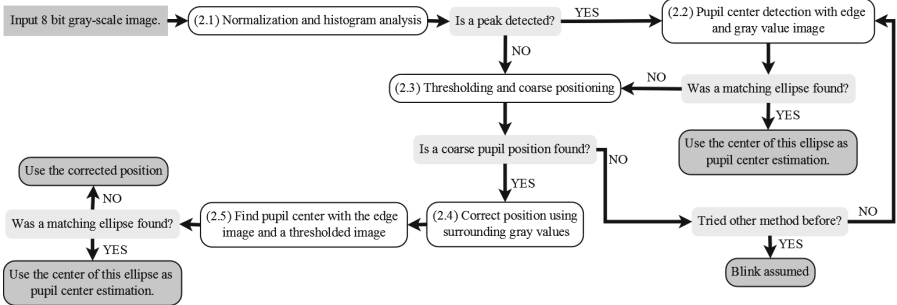 Input 8 bit gray-scale image.
(2.1) Normalization and histogram analysis
Is a peak detected?
YES
(2.2) Pupil center detection with edge
and gray value image
NO
(2.3) Thresholding and coarse positioning
NO
Was a matching ellipse found?
YES
Use the center of this ellipse as
pupil center estimation.
Is a coarse pupil position found?
NO
YES
Use the corrected position
NO
Was a matching ellipse found?
(2.5) Find pupil center with the edge
image and a thresholded image
(2.4) Correct position using
surrounding gray values
Tried other method before?
NO
YES
YES
Use the center of this ellipse as
pupil center estimation.
Blink assumed